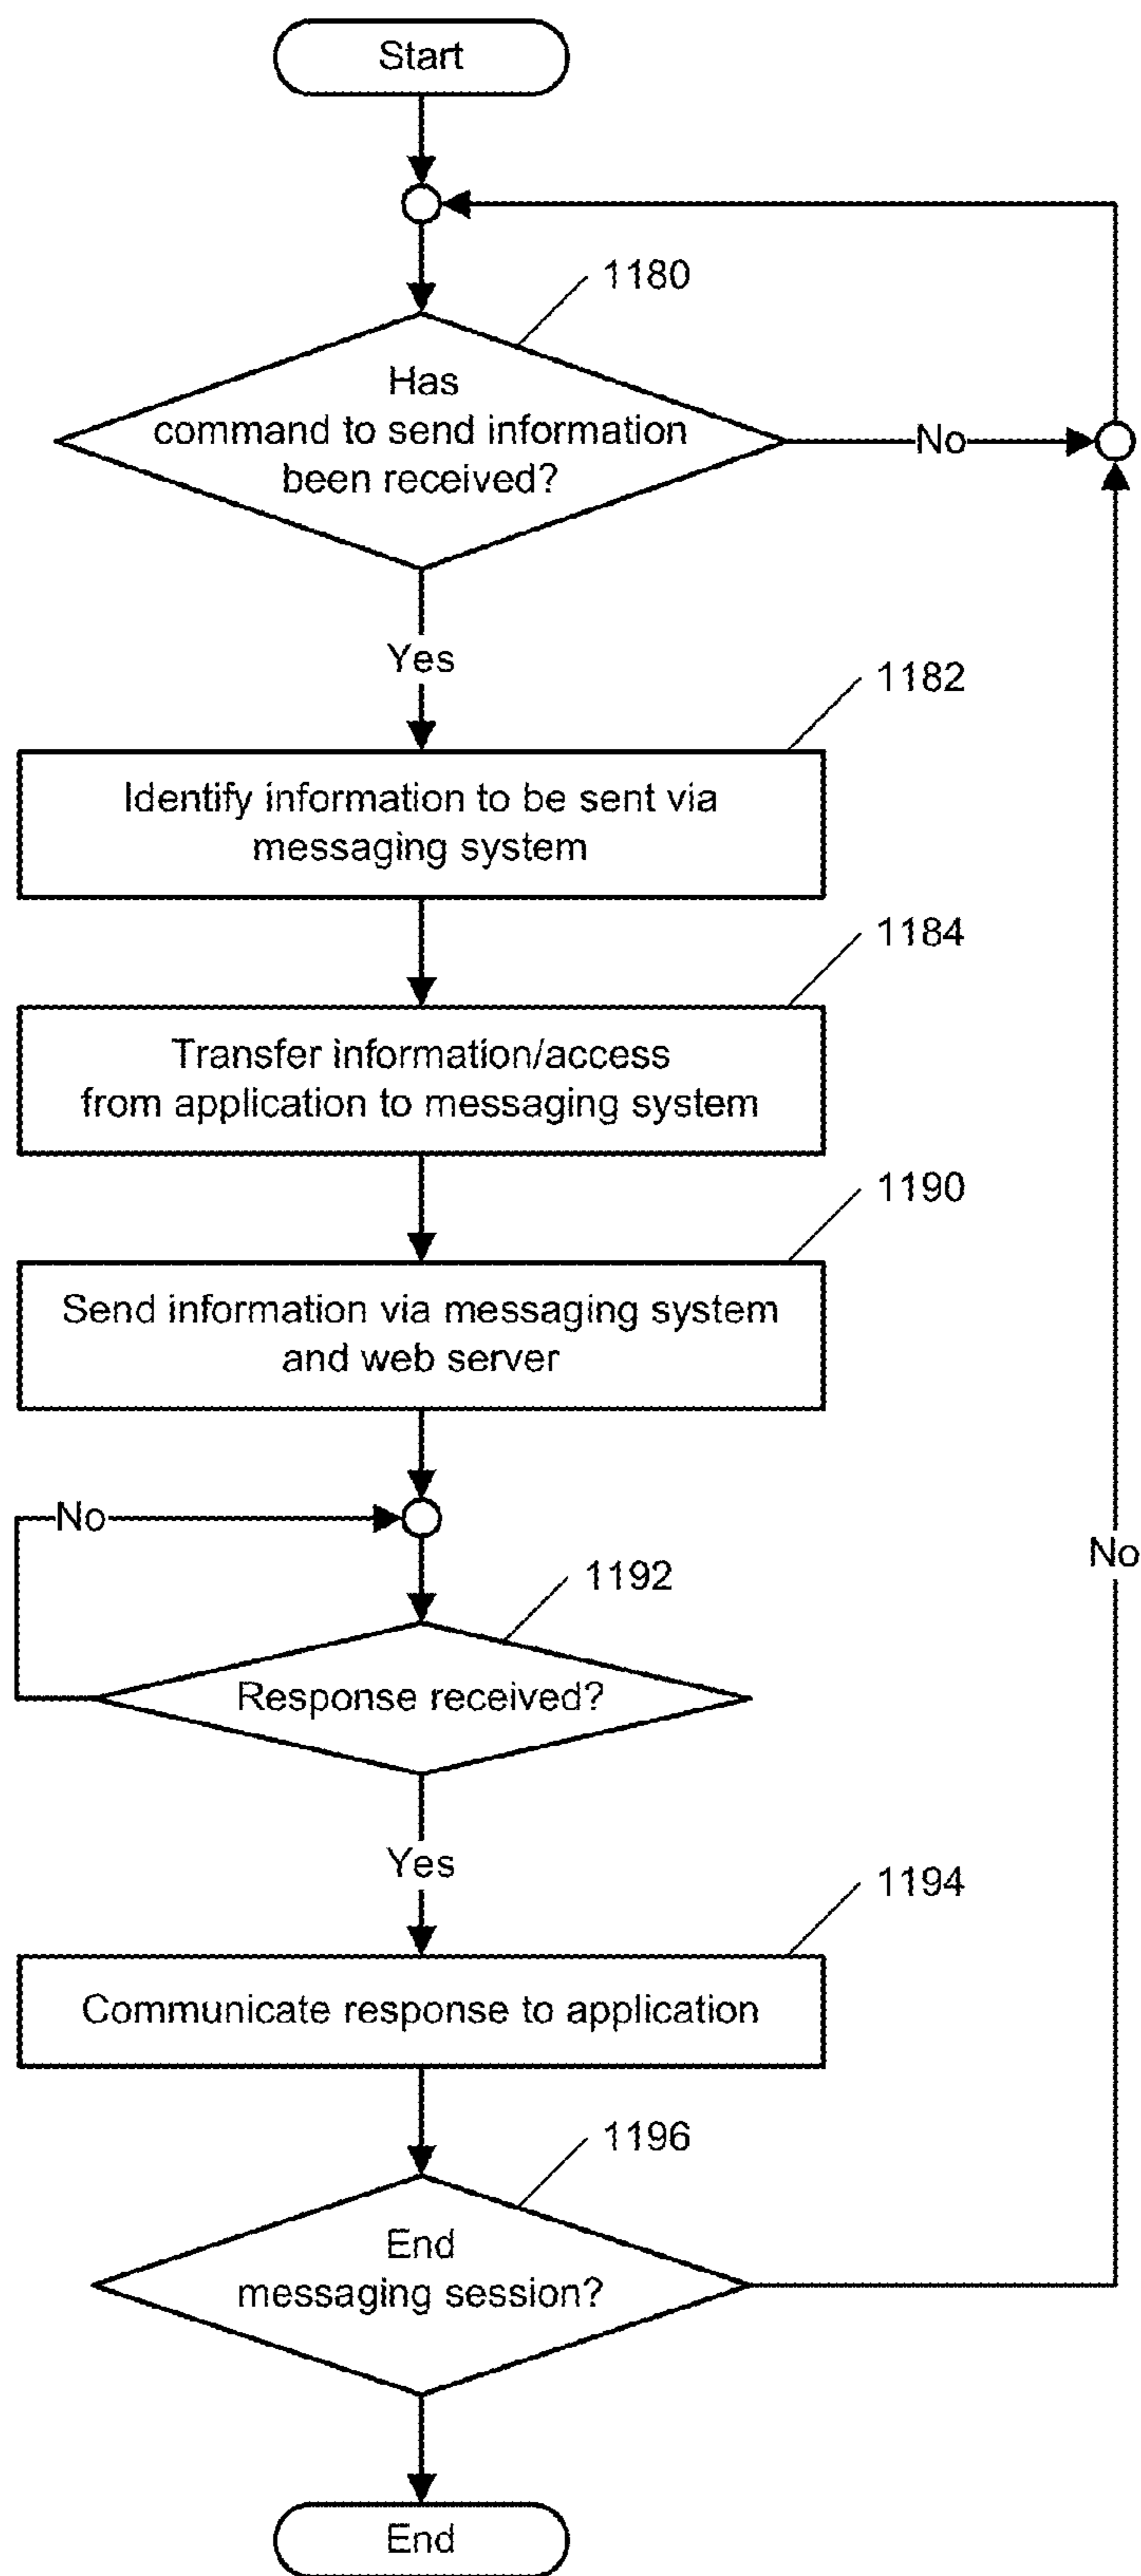 Start
1180
Has
command to send information
been received?
No
Yes
1182
Identify information to be sent via
messaging system
1184
Transfer information/access
from application to messaging system
1190
Send information via messaging system
and web server
No
No
1192
Response received?
Yes
1194
Communicate response to application
1196
End
messaging session?
End